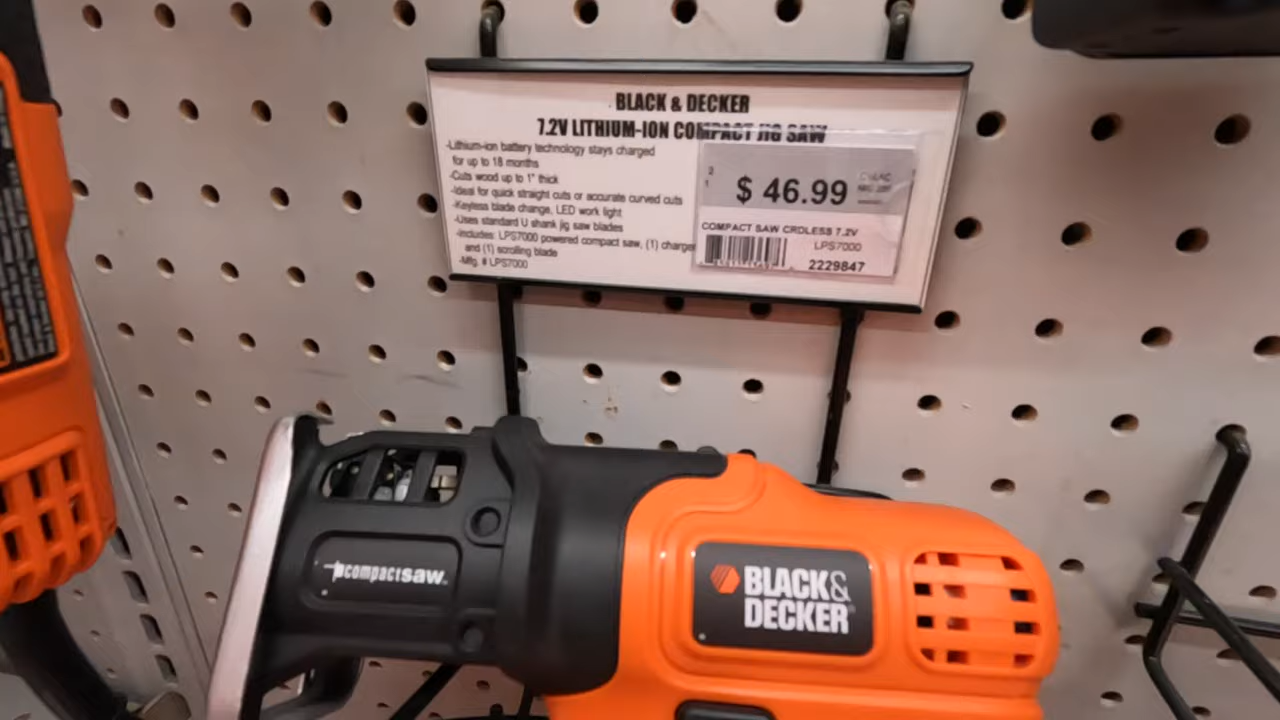 BLACK & DECKER
7.2V LITHIUM-ION COMPACT JIG SAW
-Lithium-ion battery technology stays charged
for up to 18 months
-Cuts wood up to 1" thick
-Ideal for quick straight cuts or accurate curved cuts
-Keyless blade change, LED work light
-Uses standard U shank jig saw blades
-Includes: LPS7000 powered compact saw, (1) charger
and (1) scrolling blade
-Mfg. # LPS7000
2
1
$ 46.99
COMPACT SAW CRDLESS 7.2V
LPS7000
2229847
compactsaw
BLACK&
DECKER